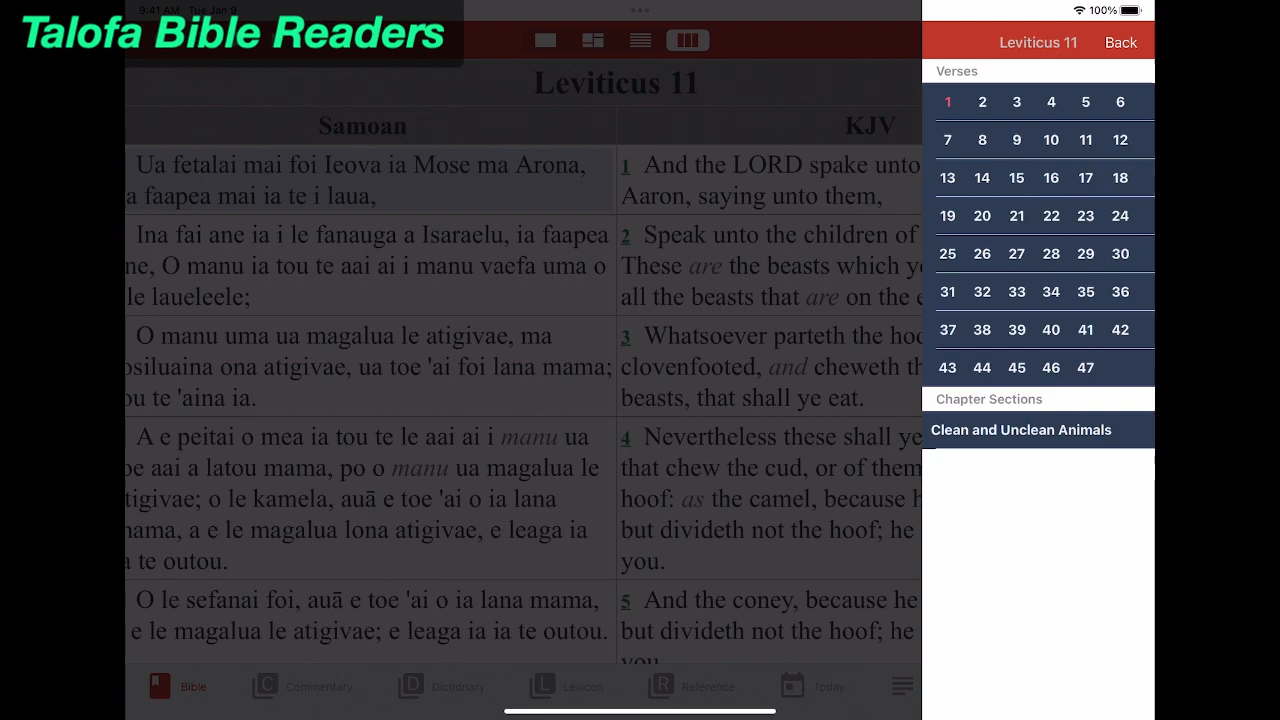 9:41 AM Tue Jan 9
100%
Talofa Bible Readers
Leviticus 11
Samoan
KJV
Ua fetalai mai foi Ieova ia Mose ma Arona,
a faapea mai ia te i laua,
Ina fai ane ia i le fanauga a Isaraelu, ia faapea
ne, O manu ia tou te aai ai i manu vaefa uma o
le laueleele;
O manu uma ua magalua le atigivae, ma
osiluaina ona atigivae, ua toe 'ai foi lana mama;
ou te 'aina ia.
A e peitai o mea ia tou te le aai ai i manu ua
oe aai a latou mama, po o manu ua magalua le
tigivae; o le kamela, auā e toe 'ai o ia lana
nama, a e le magalua lona atigivae, e leaga ia
a te outou.
O le sefanai foi, auā e toe 'ai o ia lana mama,
e le magalua le atigivae; e leaga ia ia te outou.
1 And the LORD spake unto
Aaron, saying unto them,
2 Speak unto the children of
These are the beasts which ye
all the beasts that are on the e
3 Whatsoever parteth the hoo
clovenfooted, and cheweth th
beasts, that shall ye eat.
4 Nevertheless these shall ye
that chew the cud, or of them
hoof: as the camel, because h
but divideth not the hoof; he
you.
5 And the coney, because he
but divideth not the hoof; he
you.
Bible
C Commentary
D Dictionary
L Lexicon
R Reference
Today
Leviticus 11 Back
Verses
1 2 3 4 5 6
7 8 9 10 11 12
13 14 15 16 17 18
19 20 21 22 23 24
25 26 27 28 29 30
31 32 33 34 35 36
37 38 39 40 41 42
43 44 45 46 47
Chapter Sections
Clean and Unclean Animals